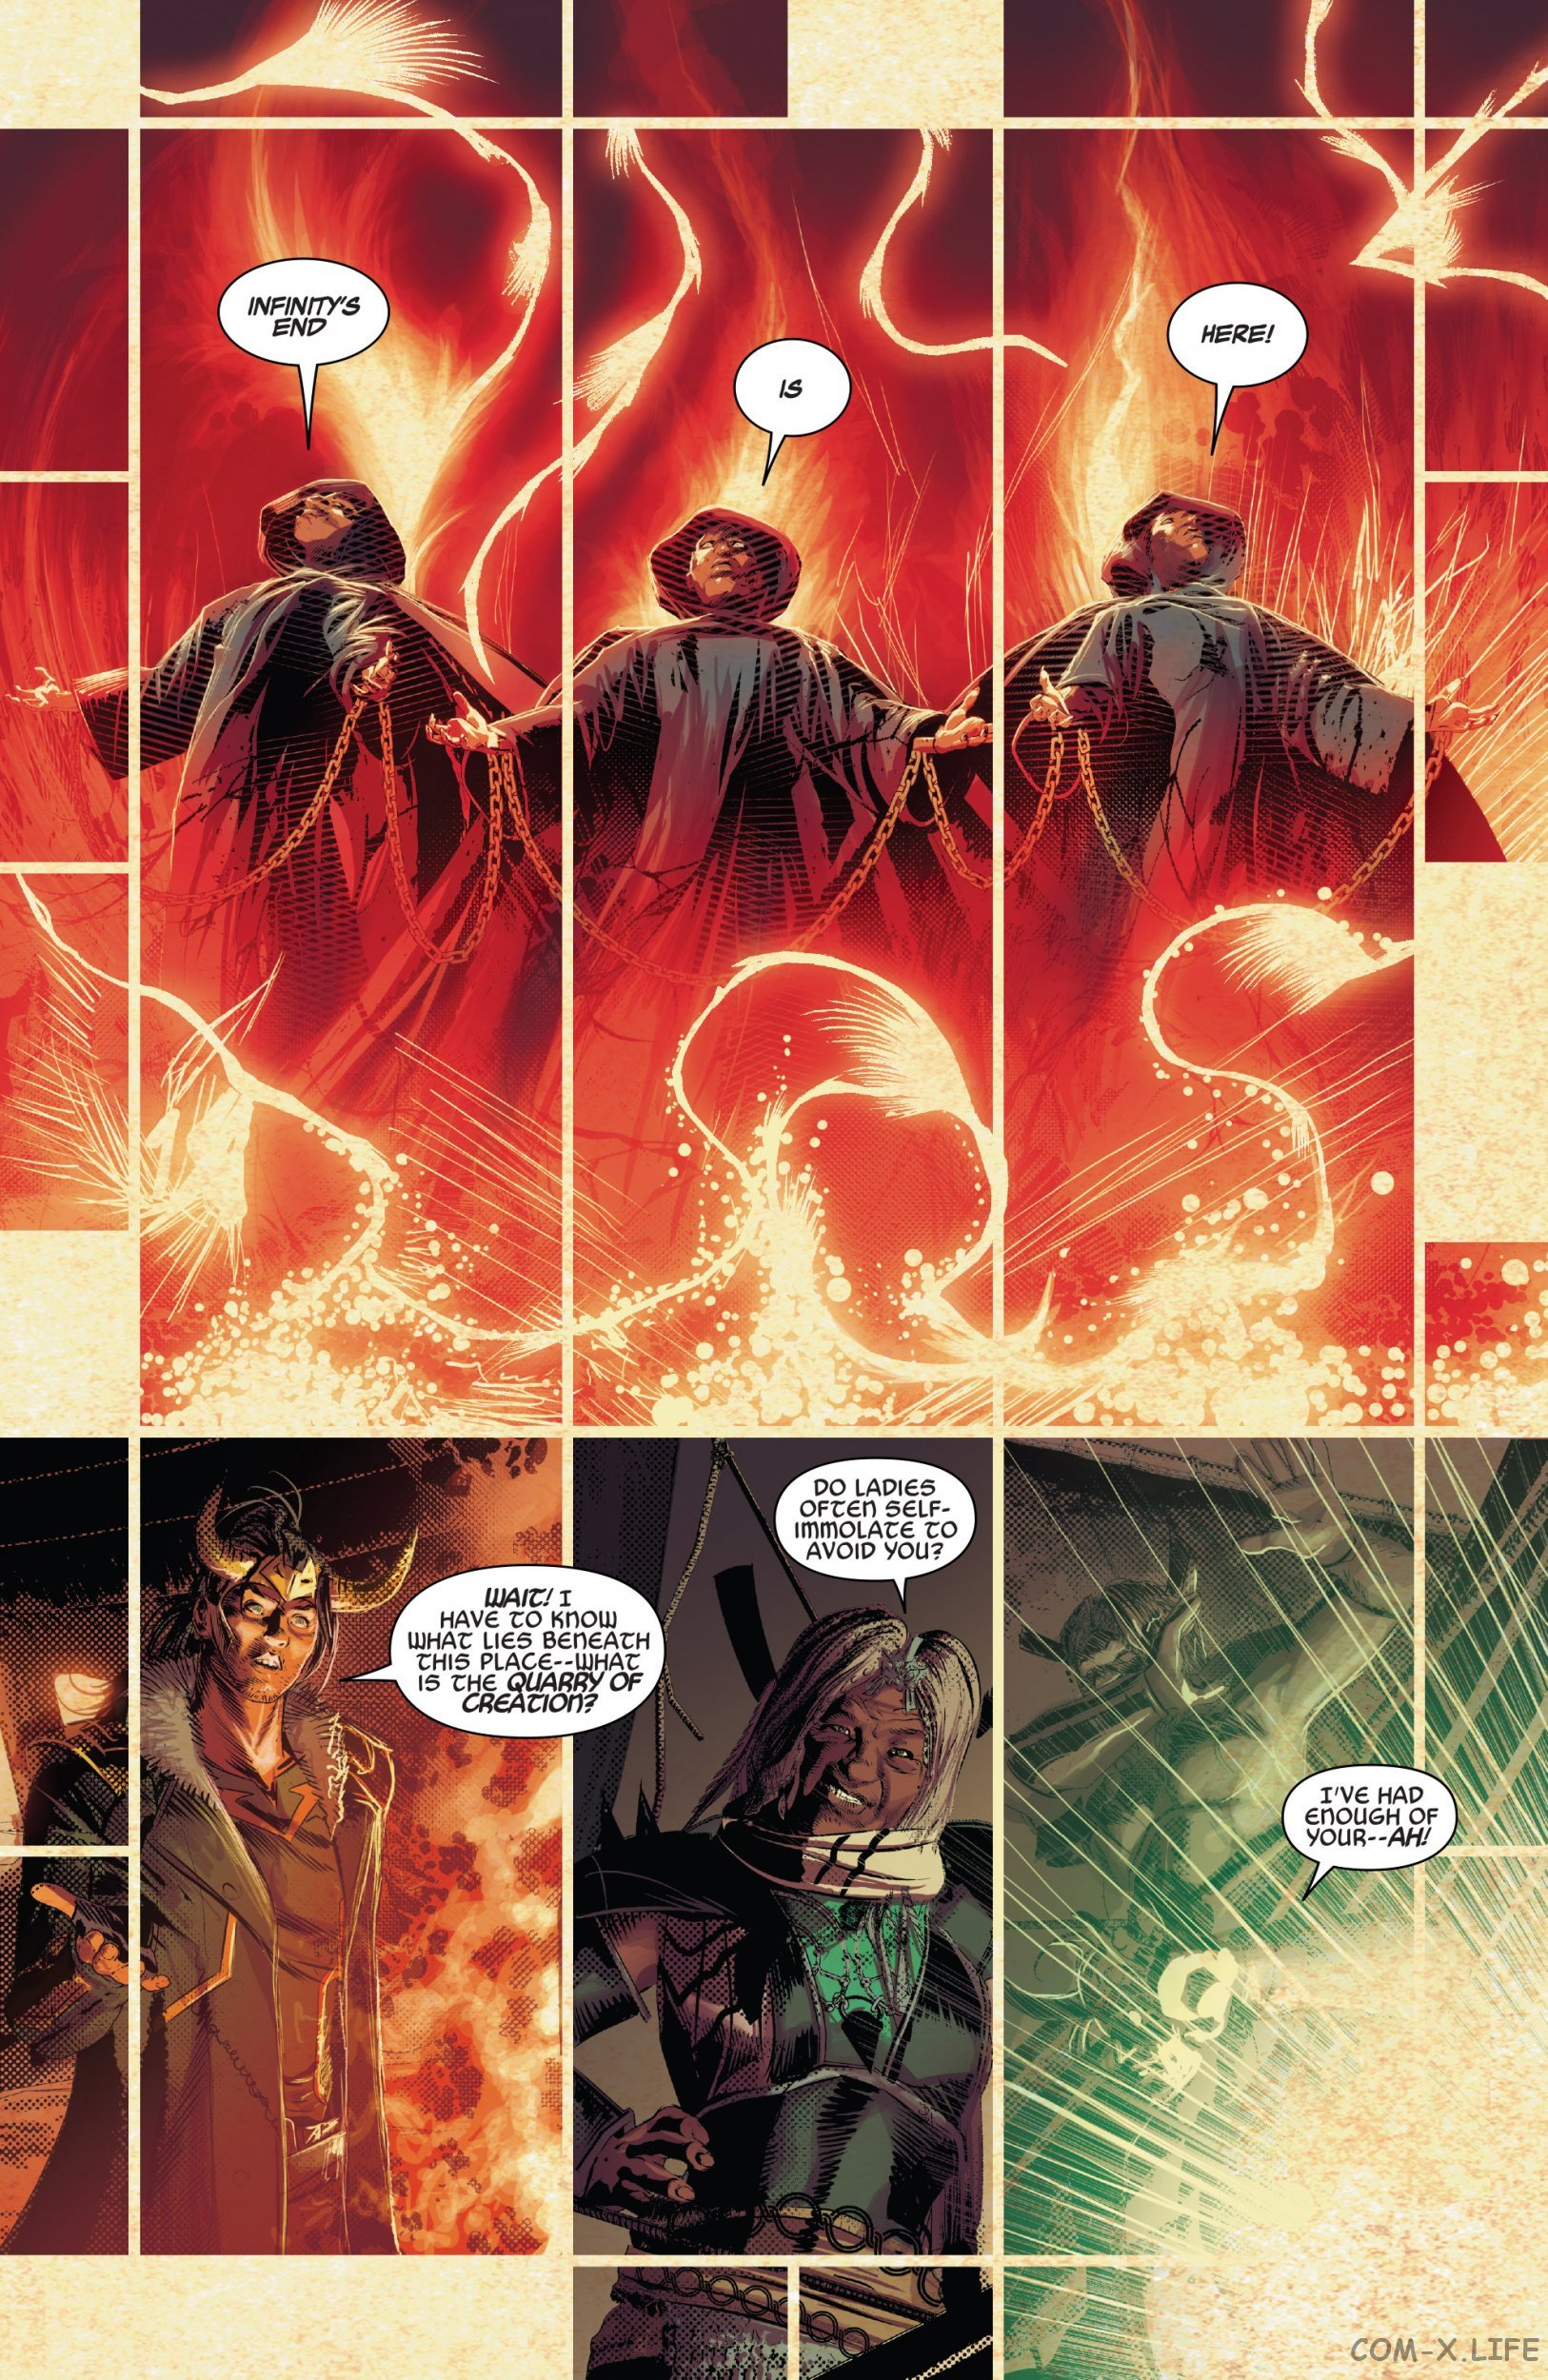 INFINITY'S
END
IS
HERE!
WAIT! I
HAVE TO KNOW
WHAT LIES BENEATH
THIS PLACE--WHAT
IS THE QUARRY OF
CREATION?
DO LADIES
OFTEN SELF-
IMMOLATE TO
AVOID YOU?
I'VE HAD
ENOUGH OF
YOUR--AH!
COM-X.LIFE